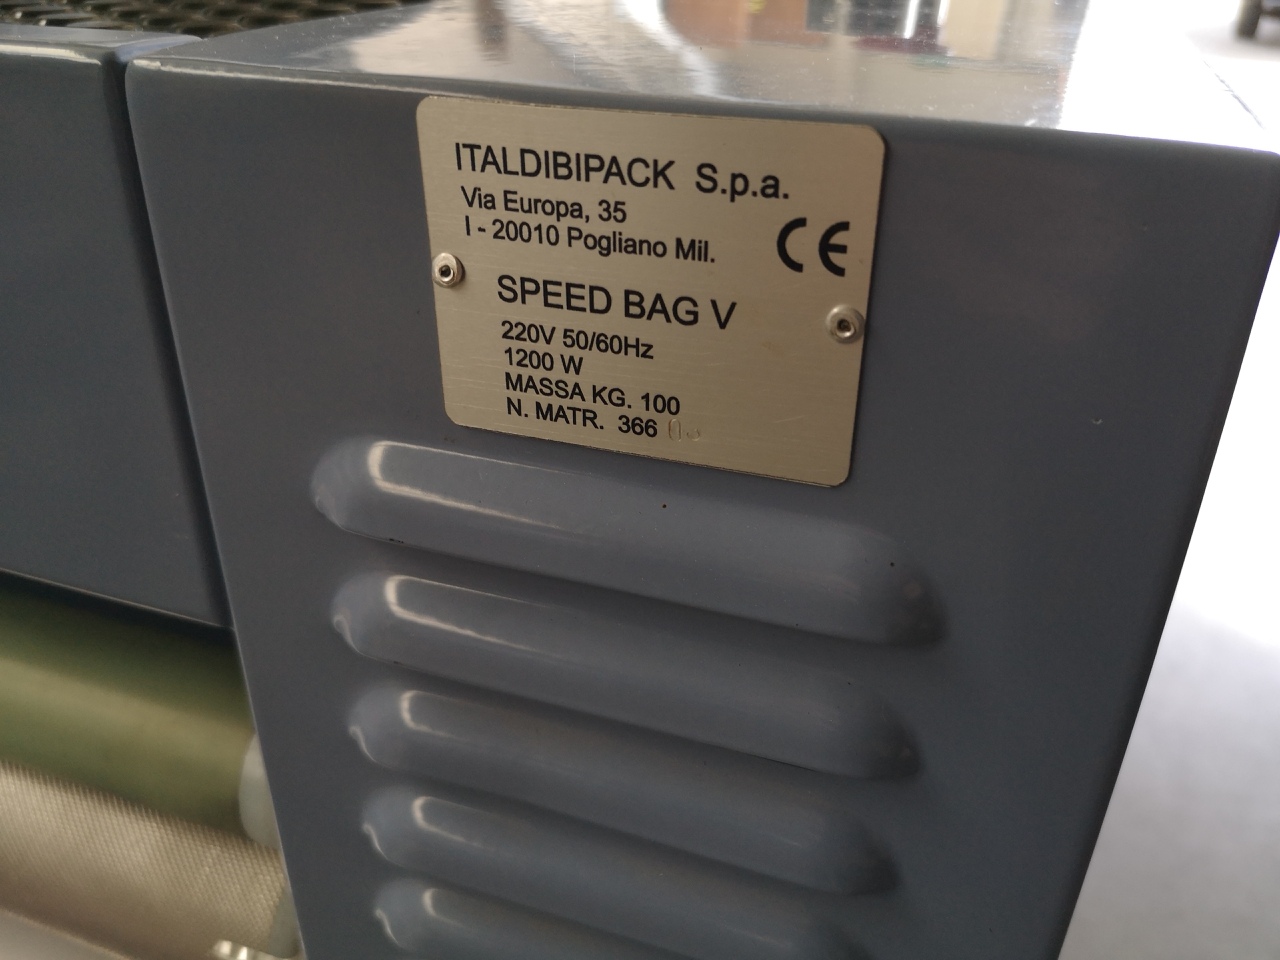 ITALDIBIPACK S.p.a.
Via Europa, 35
I - 20010 Pogliano Mil.
CE
SPEED BAG V
220V 50/60Hz
1200 W
MASSA KG. 100
N. MATR. 366